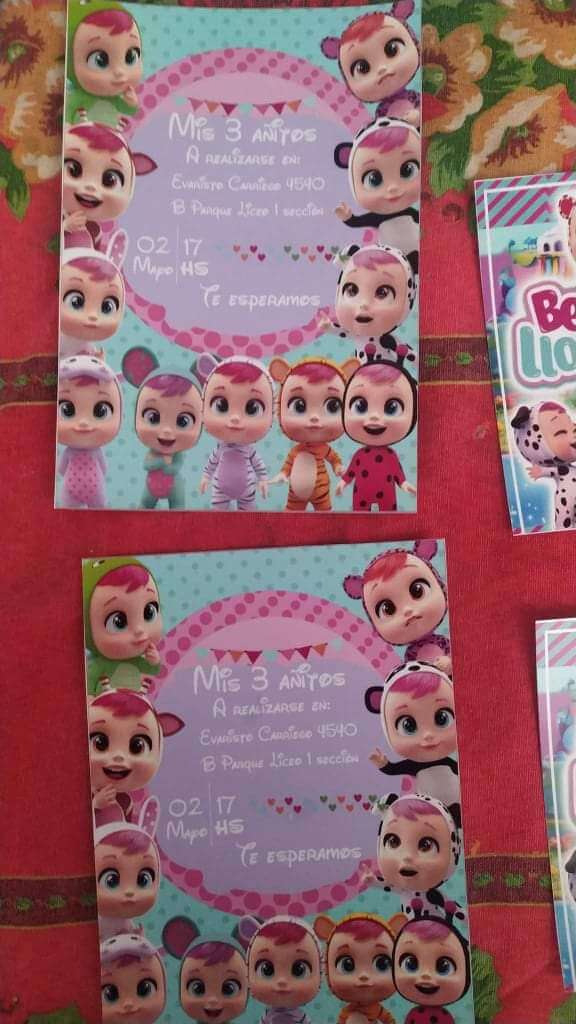 Mis 3 añitos
A realizarse en:
Evaristo Carriego 4540
B Parque Liceo 1 sección
02 17
Mayo HS
Te esperamos
Mis 3 añitos
A realizarse en:
Evaristo Carriego 4540
B Parque Liceo 1 sección
02 17
Mayo HS
Te esperamos